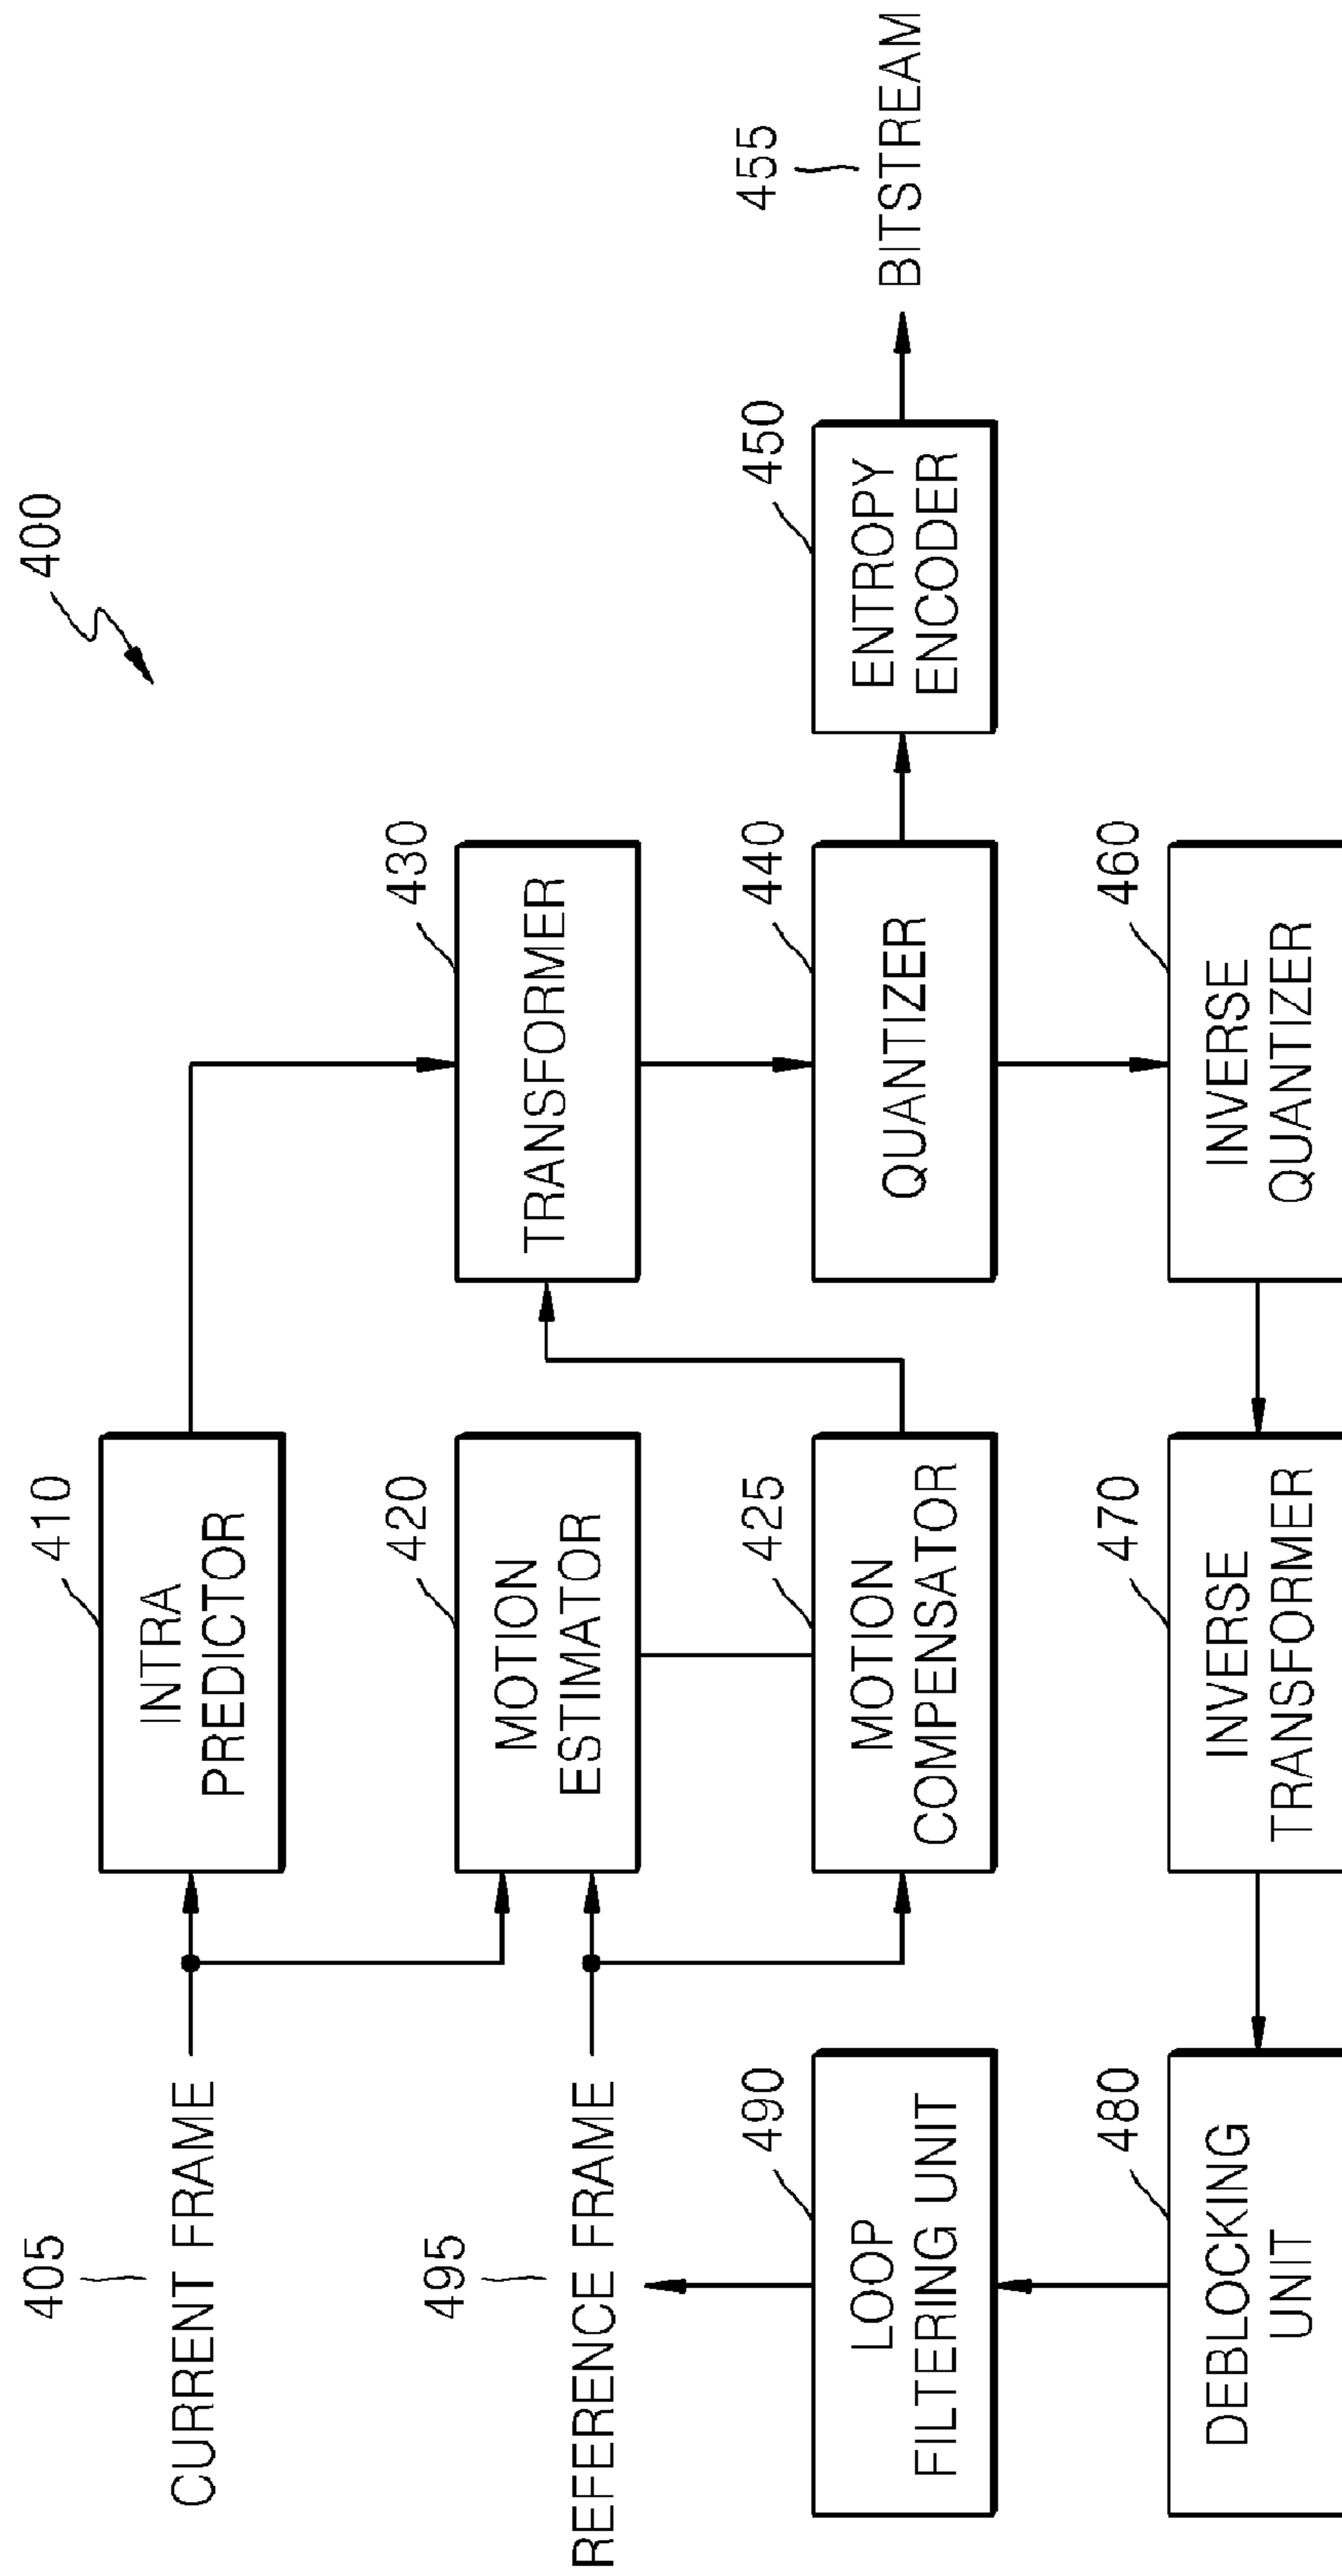 400
405
CURRENT FRAME
410
INTRA
PREDICTOR
495
REFERENCE FRAME
420
MOTION
ESTIMATOR
430
TRANSFORMER
490
LOOP
FILTERING UNIT
425
MOTION
COMPENSATOR
440
QUANTIZER
450
ENTROPY
ENCODER
455
BITSTREAM
480
DEBLOCKING
UNIT
470
INVERSE
TRANSFORMER
460
INVERSE
QUANTIZER